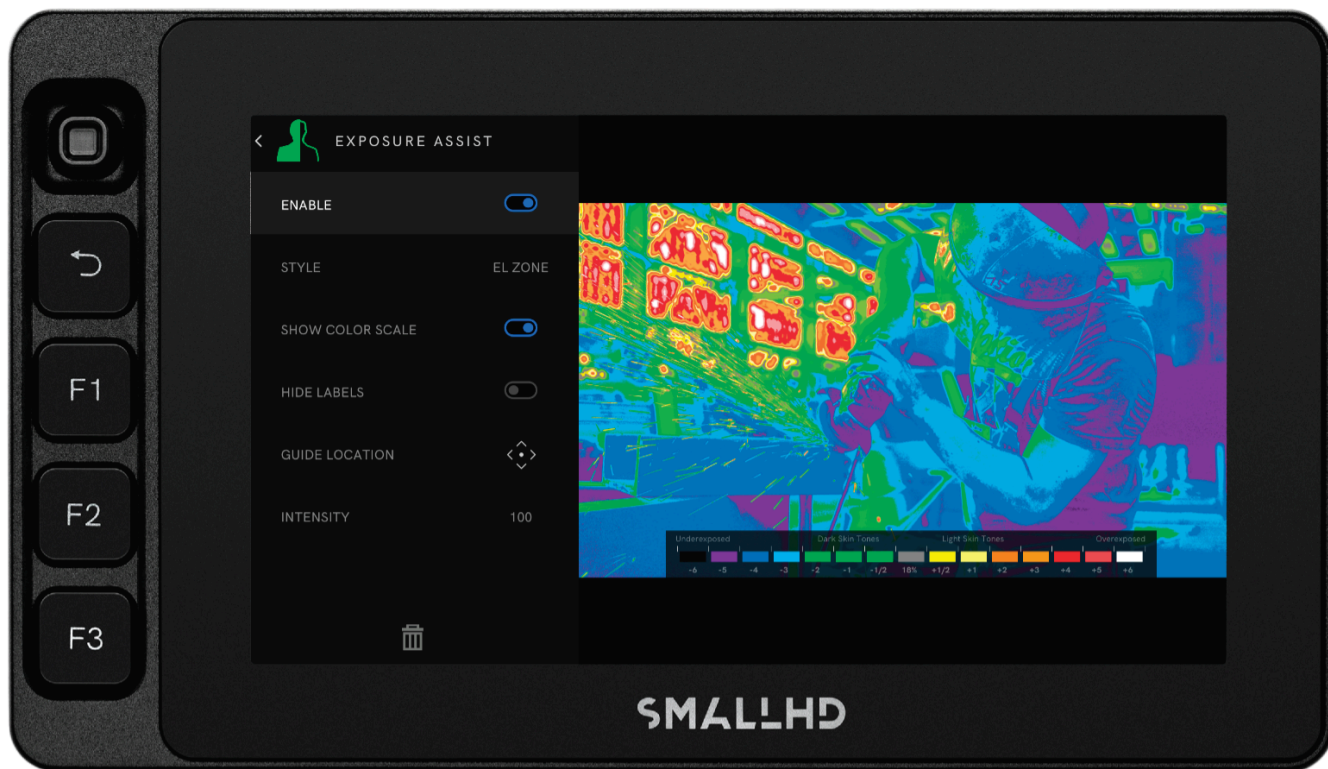 EXPOSURE ASSIST
ENABLE
STYLE EL ZONE
SHOW COLOR SCALE
HIDE LABELS
GUIDE LOCATION
INTENSITY 100
F1
F2
F3
Underexposed Dark Skin Tones Light Skin Tones Overexposed
-6 -5 -4 -3 -2 -1 -1/2 18% +1/2 +1 +2 +3 +4 +5 +6
SMALLHD